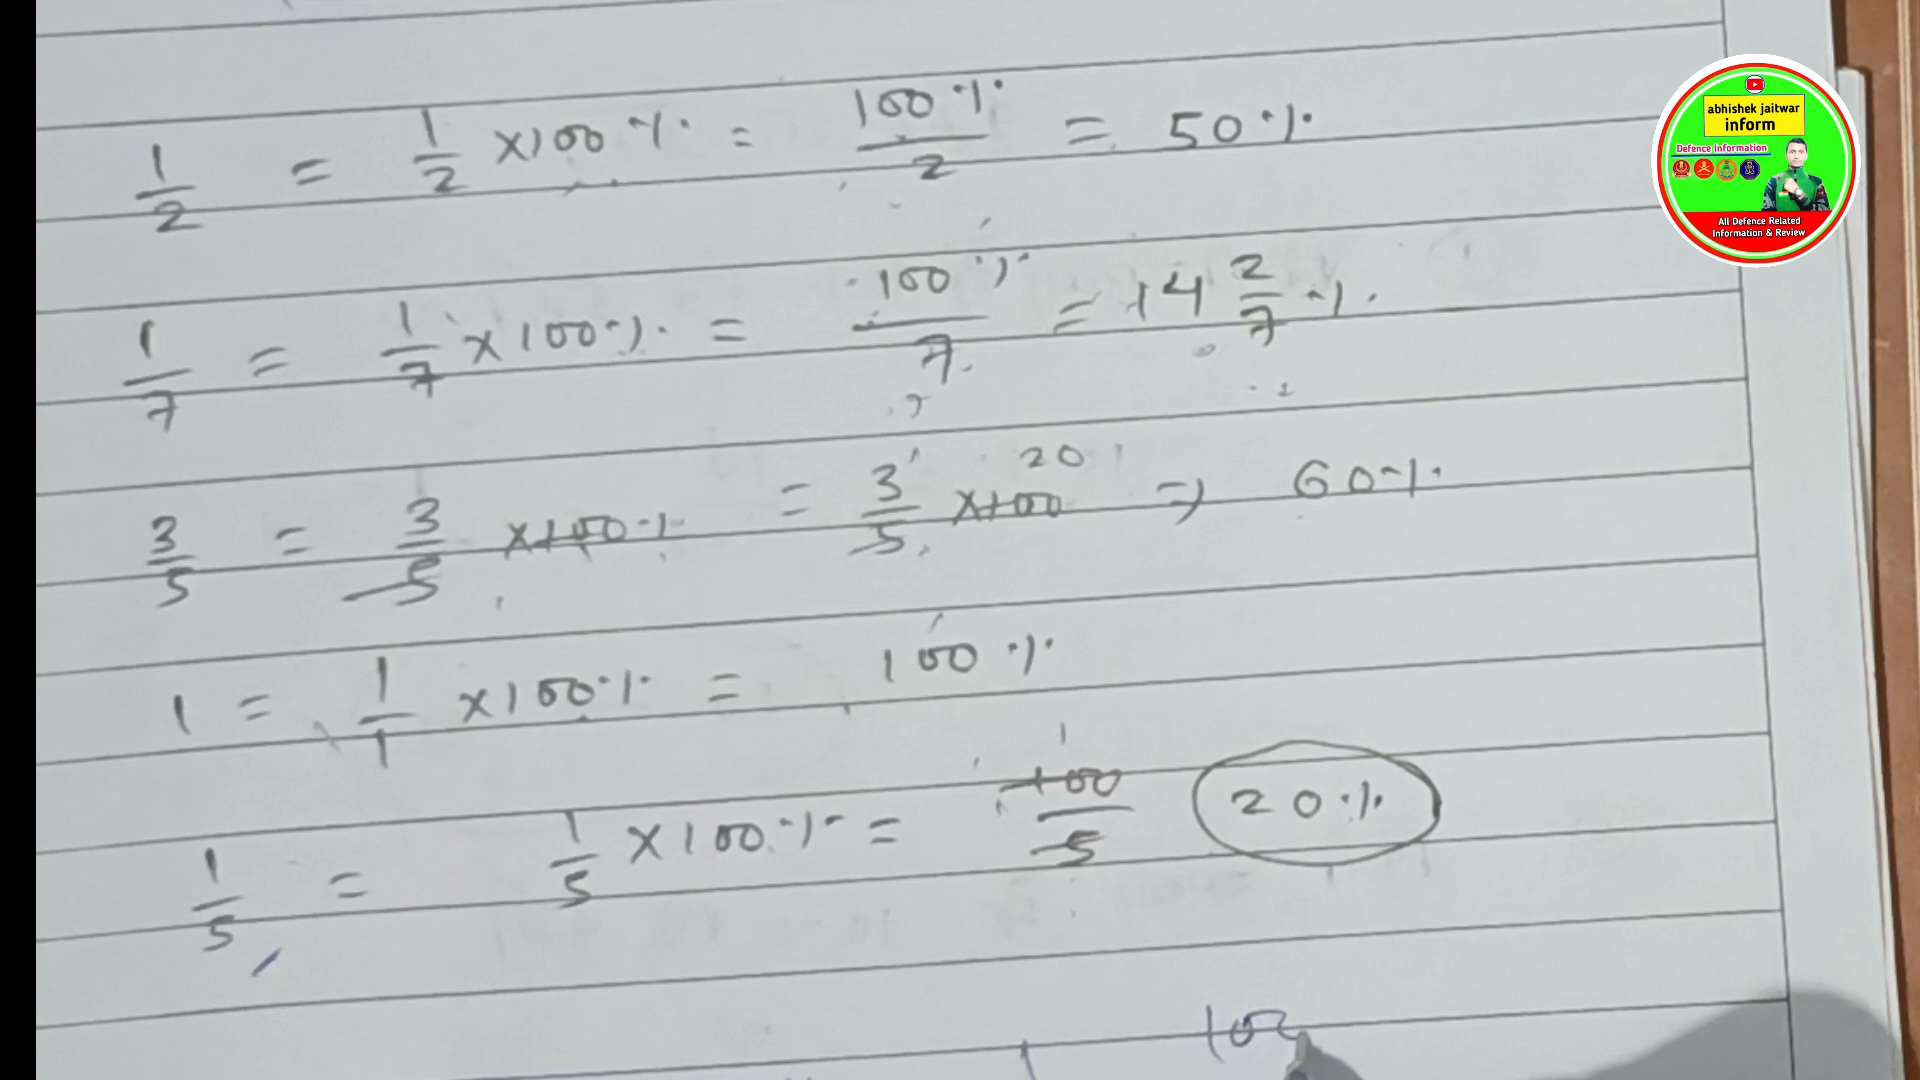 1/2 = 1/2 ×100% = 100%/2 = 50%
1/7 = 1/7 ×100% = 100%/7 = 14 2/7 %
3/5 = 3/5 ×100% = 3/5 ×100 20 ⇒ 60%
1 = 1/1 ×100% = 100%
1/5 = 1/5 ×100% = 100/5 20%
abhishek jaitwar
inform
Defence Information
All Defence Related
Information & Review